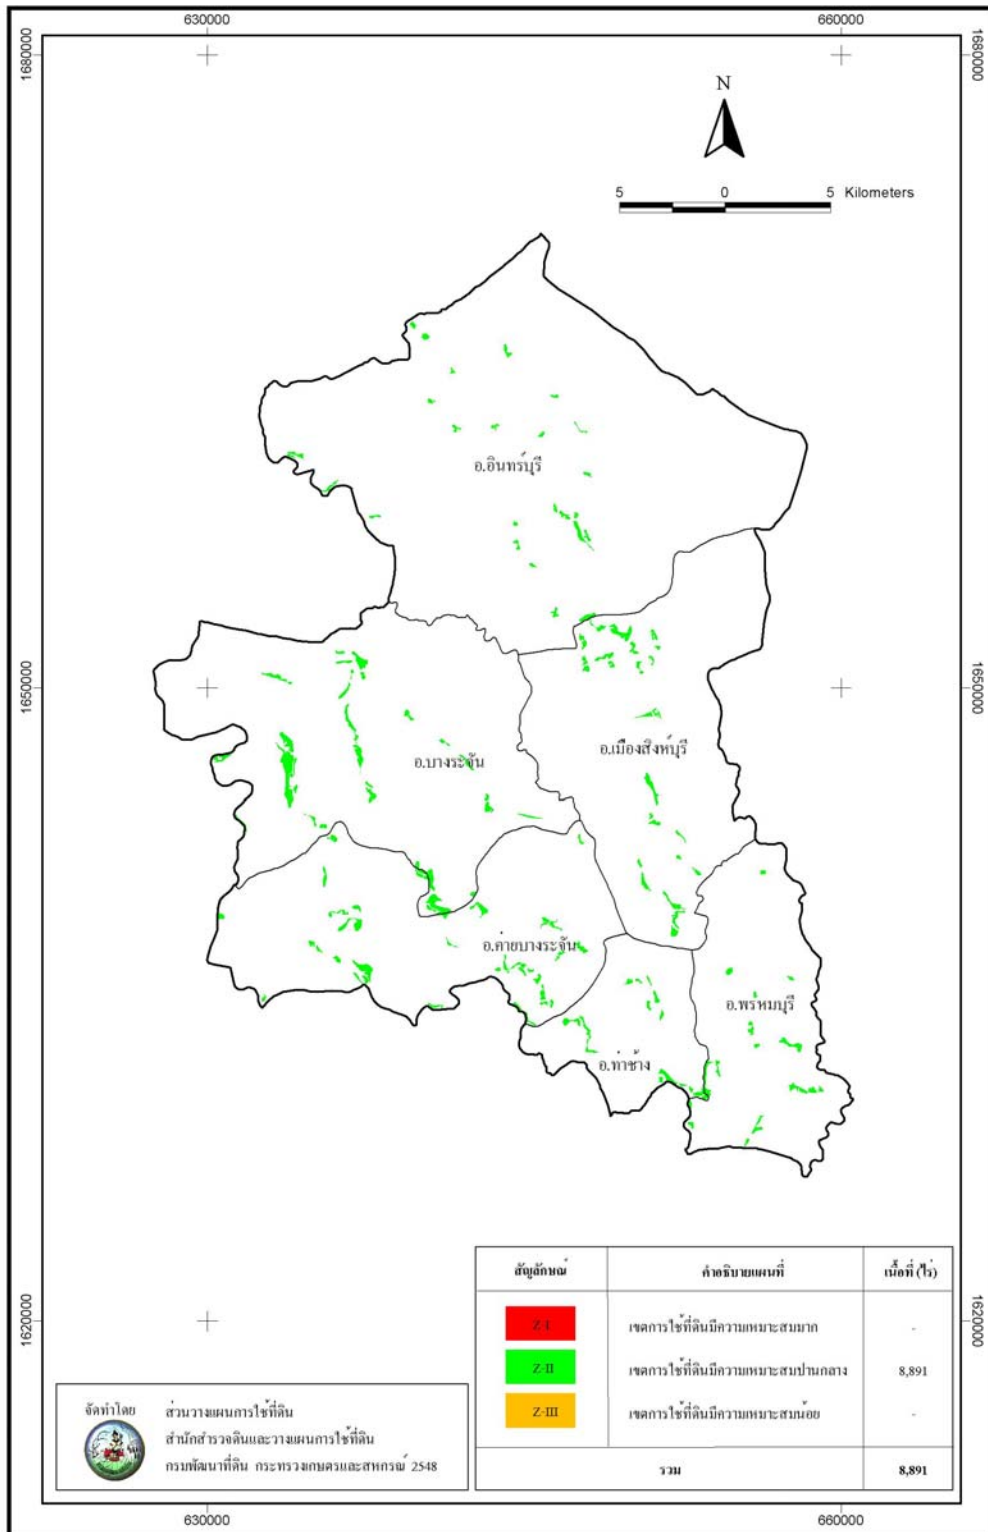 630000 660000
1680000 1680000
N
5 0 5 Kilometers
อ.อินทร์บุรี
1650000 1650000
อ.เมืองสิงห์บุรี
อ.บางระจัน
อ.ค่ายบางระจัน
อ.พรหมบุรี
อ.ท่าช้าง
สัญลักษณ์ คำอธิบายแผนที่ เนื้อที่ (ไร่)
1620000 1620000
Z-I เขตการใช้ที่ดินมีความเหมาะสมมาก -
Z-II เขตการใช้ที่ดินมีความเหมาะสมปานกลาง 8,891
Z-III เขตการใช้ที่ดินมีความเหมาะสมน้อย -
รวม 8,891
จัดทำโดย ส่วนวางแผนการใช้ที่ดิน
สำนักสำรวจดินและวางแผนการใช้ที่ดิน
กรมพัฒนาที่ดิน กระทรวงเกษตรและสหกรณ์ 2548
630000 660000